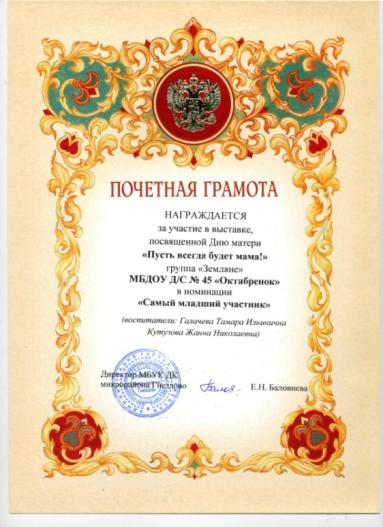 ПОЧЕТНАЯ ГРАМОТА
НАГРАЖДАЕТСЯ
за участие в выставке,
посвященной Дню матери
«Пусть всегда будет мама!»
группа «Земляне»
МБДОУ Д/С № 45 «Октябренок»
в номинации
«Самый младший участник»
(воспитатели: Галачева Тамара Ильинична
Кутузова Жанна Николаевна)
Директор МБУК ДК
микрорайона Гнездово
Е.Н. Баловнева